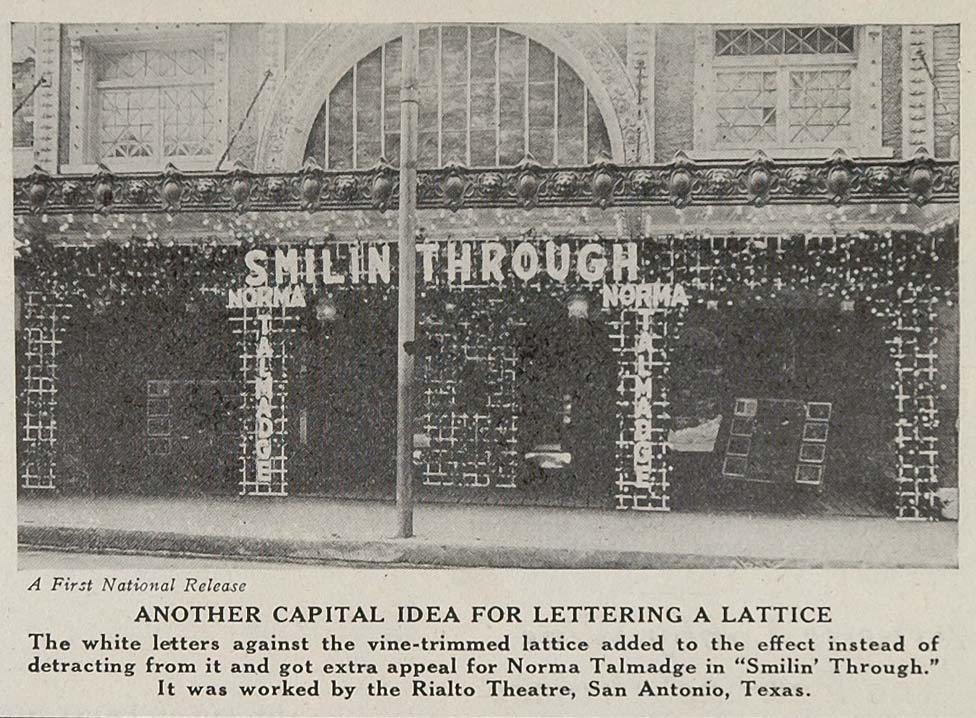 SMILIN THROUGH
NORMA
TALMADGE
NORMA
TALMADGE
A First National Release
ANOTHER CAPITAL IDEA FOR LETTERING A LATTICE
The white letters against the vine-trimmed lattice added to the effect instead of
detracting from it and got extra appeal for Norma Talmadge in “Smilin’ Through.”
It was worked by the Rialto Theatre, San Antonio, Texas.